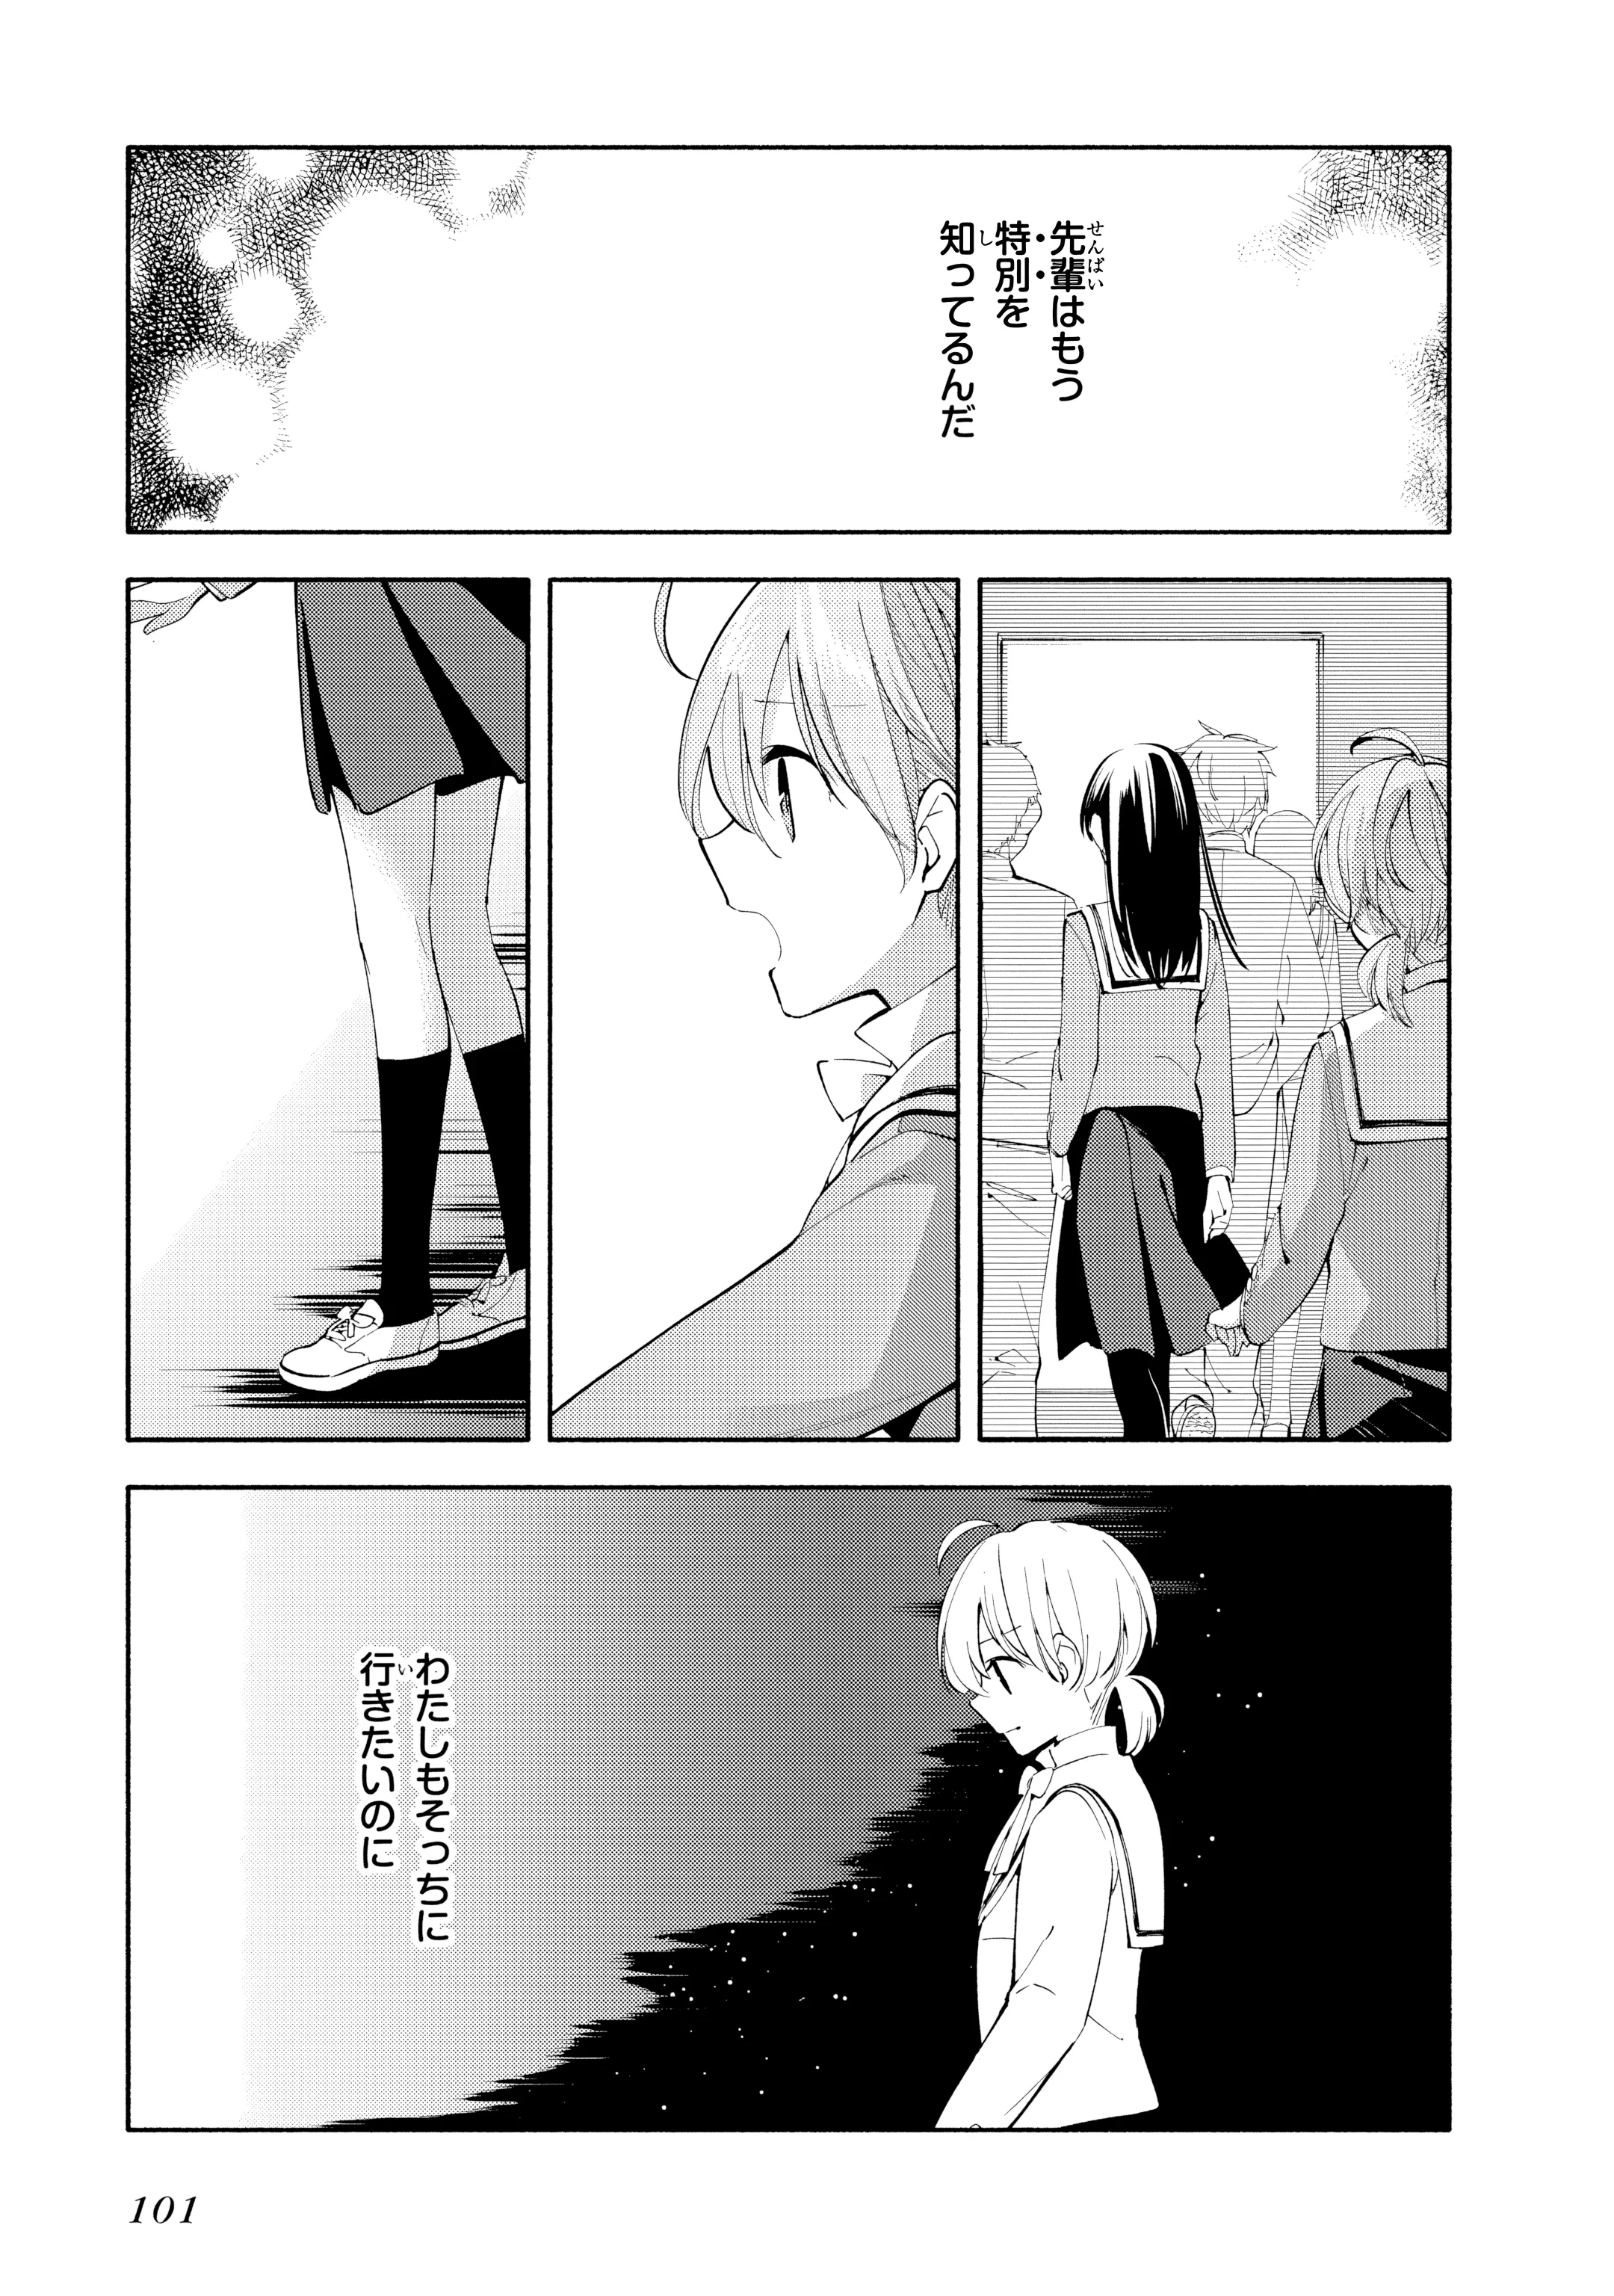 先輩はもう
特別を
知ってるんだ
わたしもそっちに
行きたいのに
101